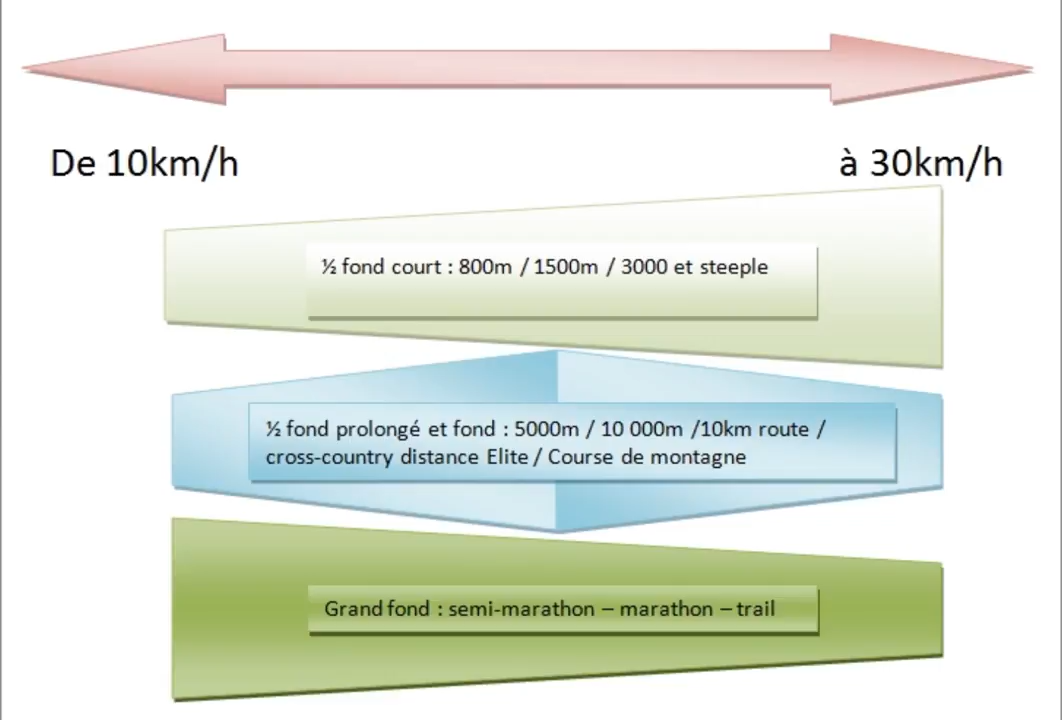 De 10km/h
à 30km/h
½ fond court : 800m / 1500m / 3000 et steeple
½ fond prolongé et fond : 5000m / 10 000m /10km route /
cross-country distance Elite / Course de montagne
Grand fond : semi-marathon – marathon – trail